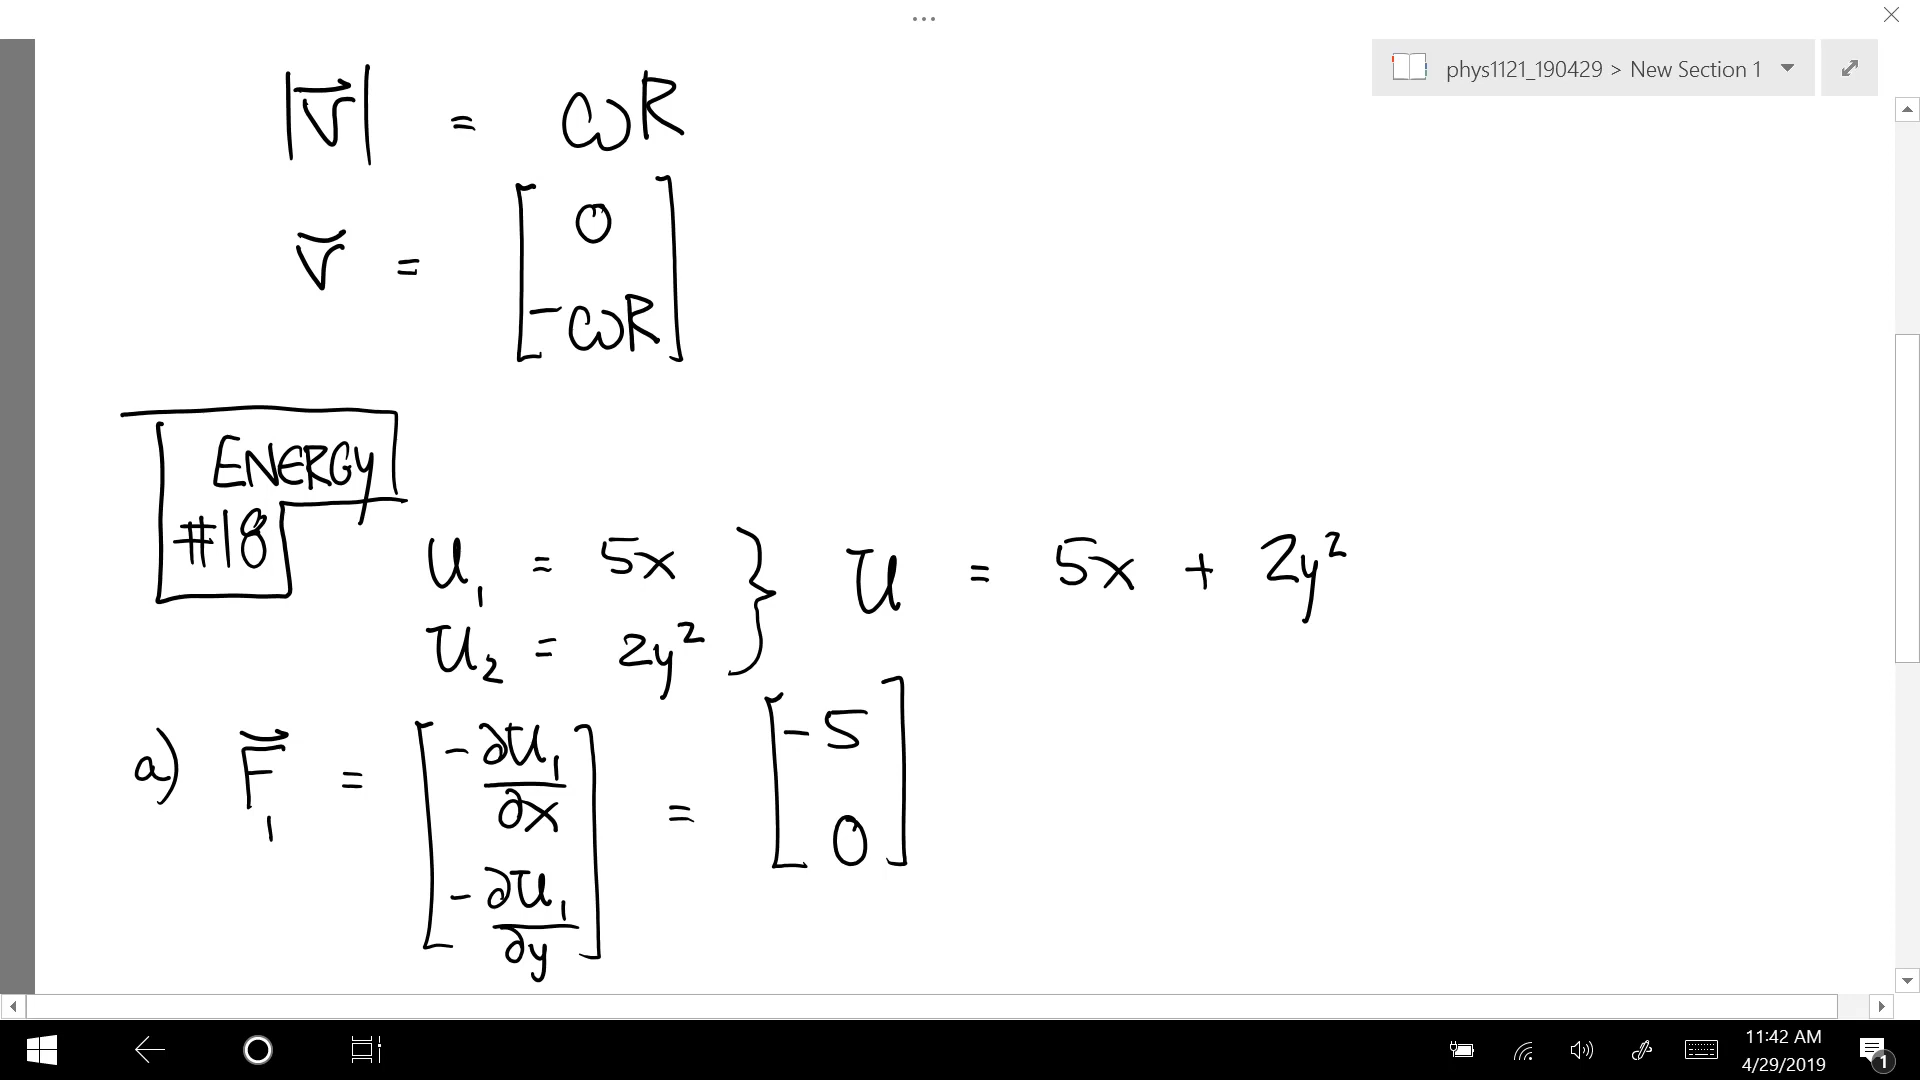 phys1121_190429 > New Section 1
|v⃗| = ωR
v⃗ = [ 0
-ωR ]
ENERGY
#18
U₁ = 5x
U₂ = 2y²
} U = 5x + 2y²
a) F⃗₁ = [ -∂U₁/∂x
-∂U₁/∂y ] = [ -5
0 ]
11:42 AM
4/29/2019
1